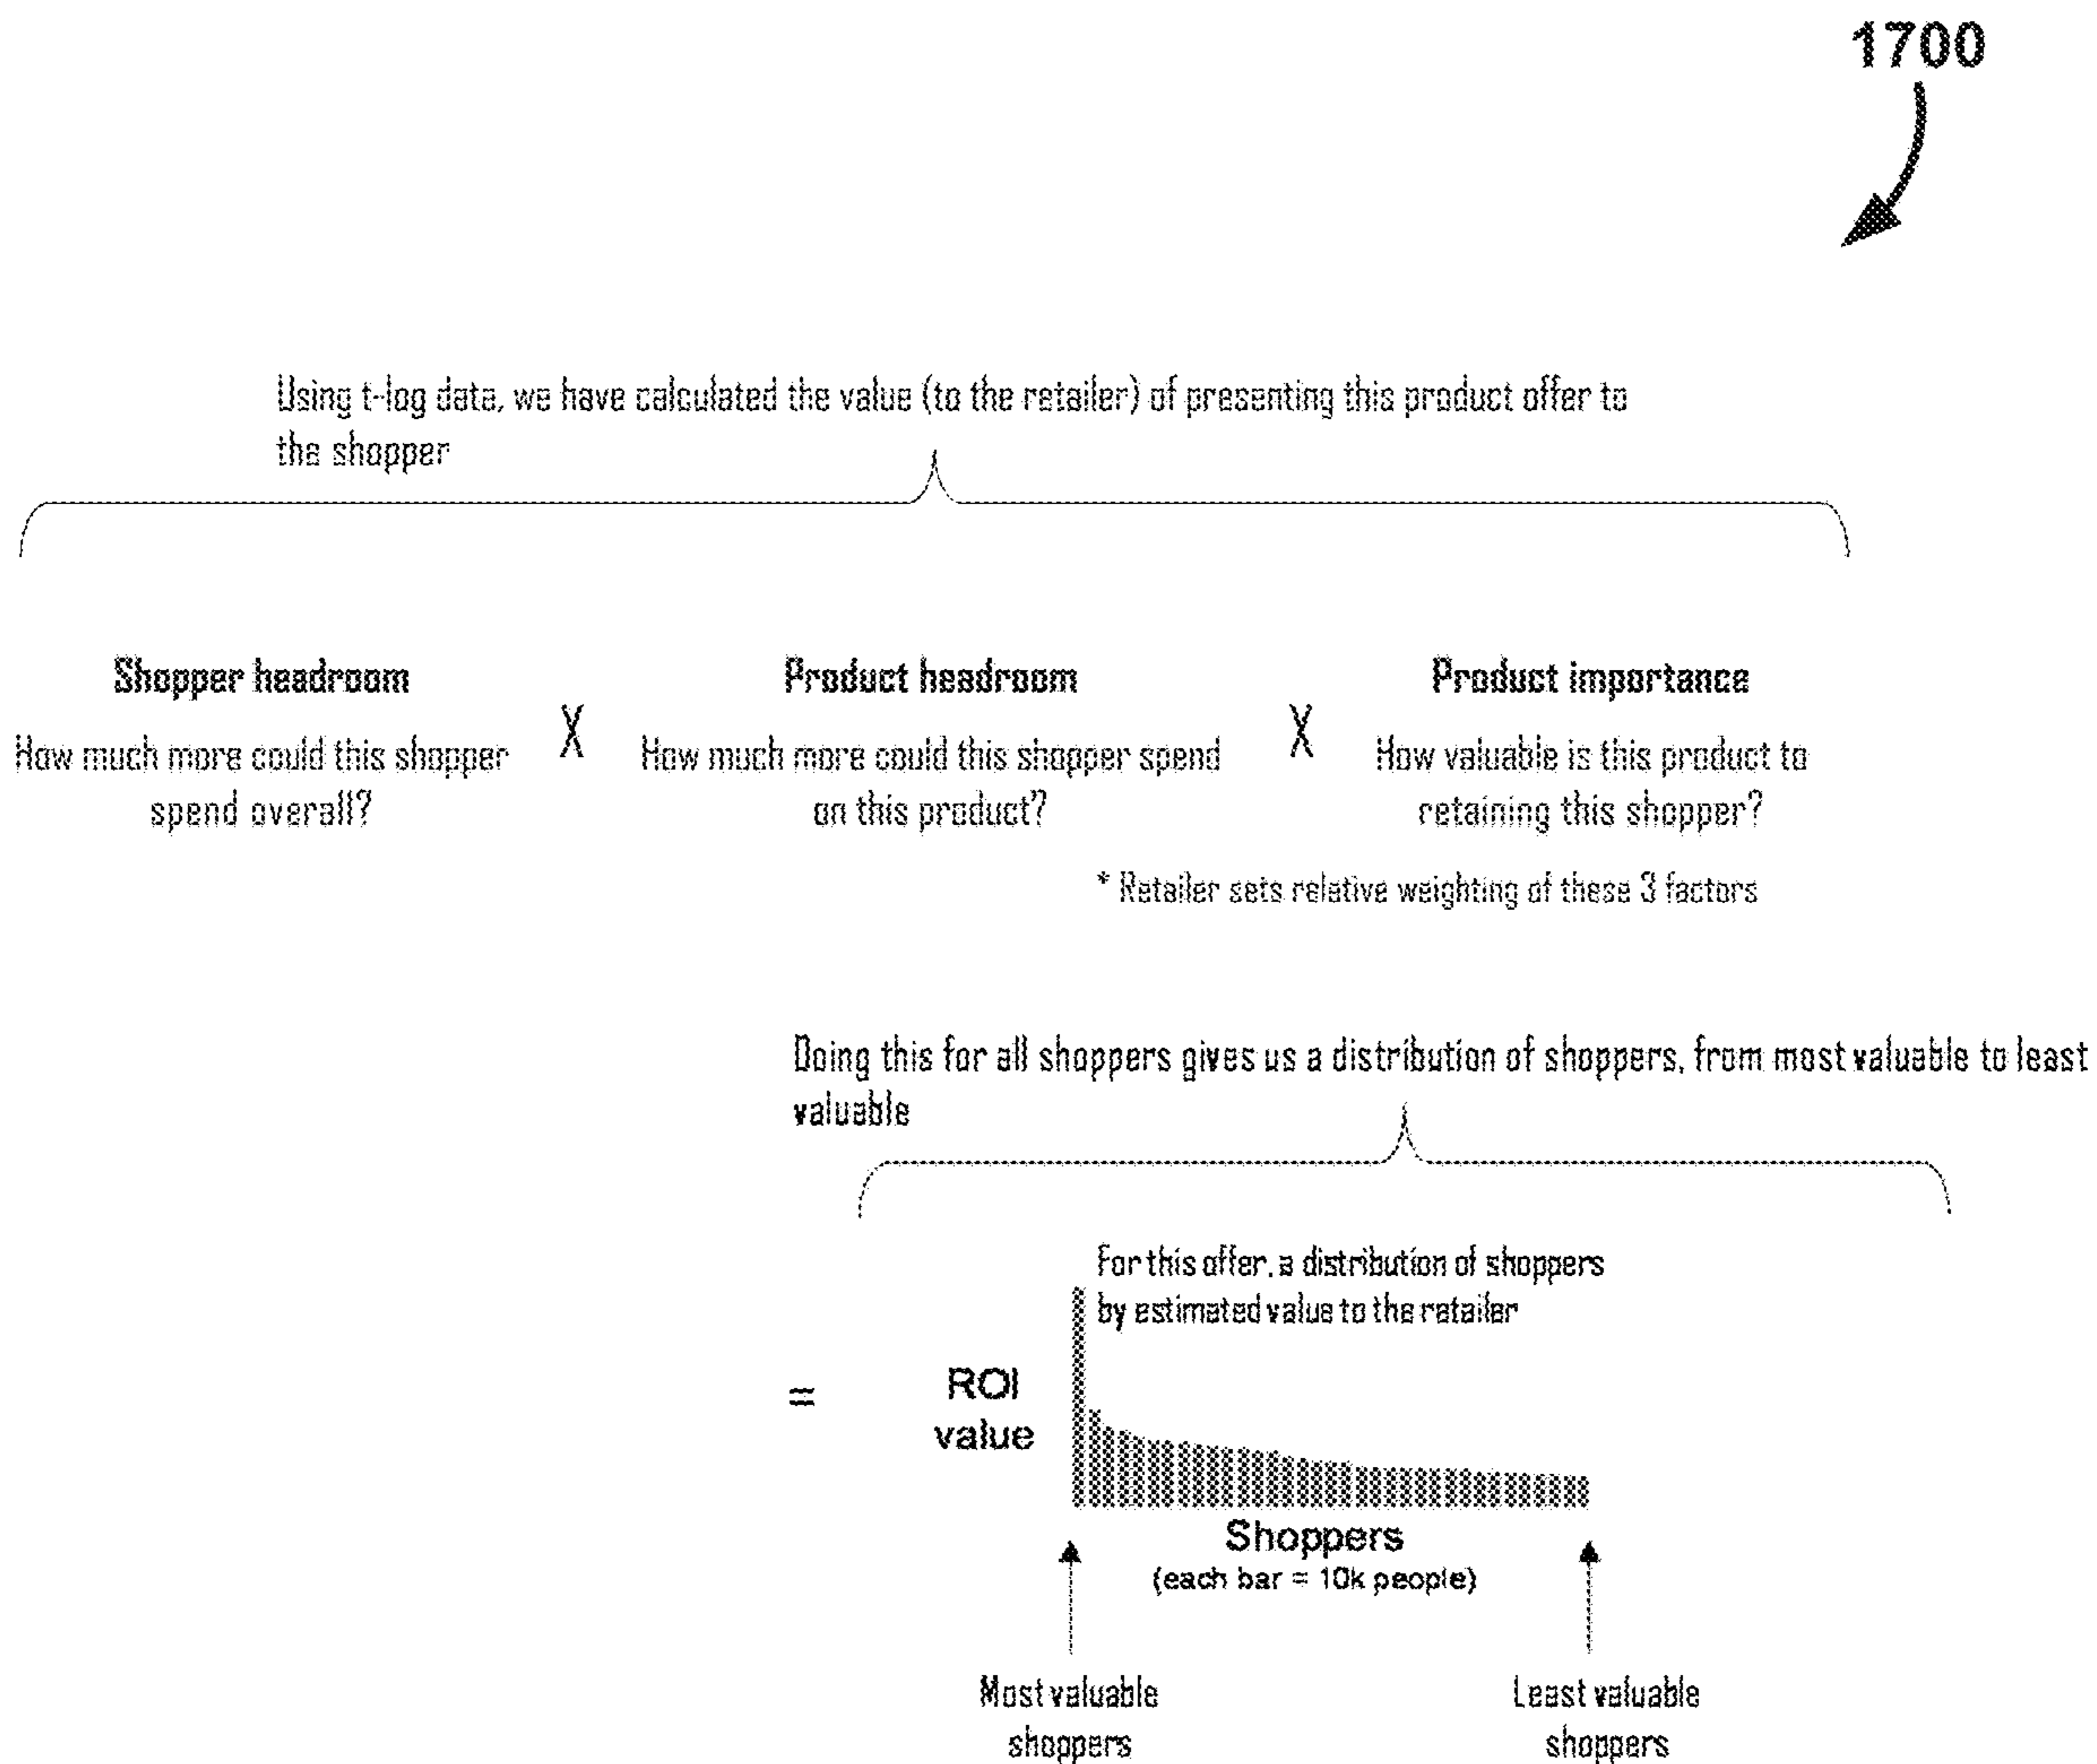 1700
Using t-log data, we have calculated the value (to the retailer) of presenting this product offer to
the shopper
Shopper headroom
How much more could this shopper
spend overall?
X
Product headroom
How much more could this shopper spend
on this product?
X
Product importance
How valuable is this product to
retaining this shopper?
* Retailer sets relative weighting of these 3 factors
Doing this for all shoppers gives us a distribution of shoppers, from most valuable to least
valuable
For this offer, a distribution of shoppers
by estimated value to the retailer
=
ROI
value
Shoppers
(each bar = 10k people)
Most valuable
shoppers
Least valuable
shoppers